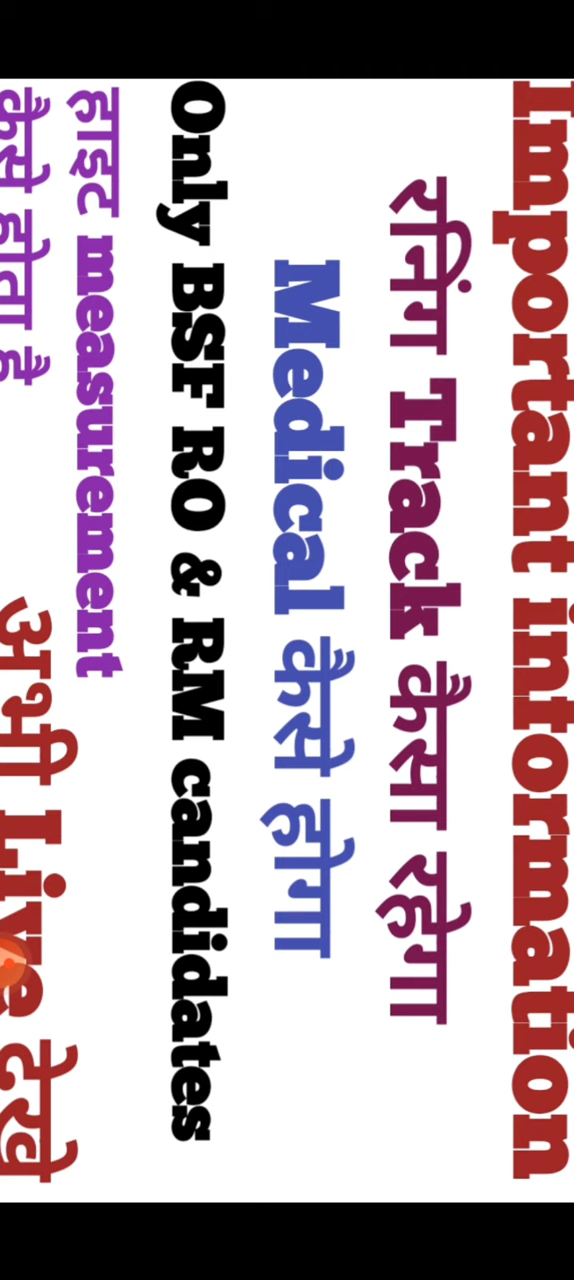 Important information
रनिंग Track कैसा रहेगा
Medical कैसे होगा
Only BSF RO & RM candidates
हाइट measurement
कैसे होता है
अभी Live देखे